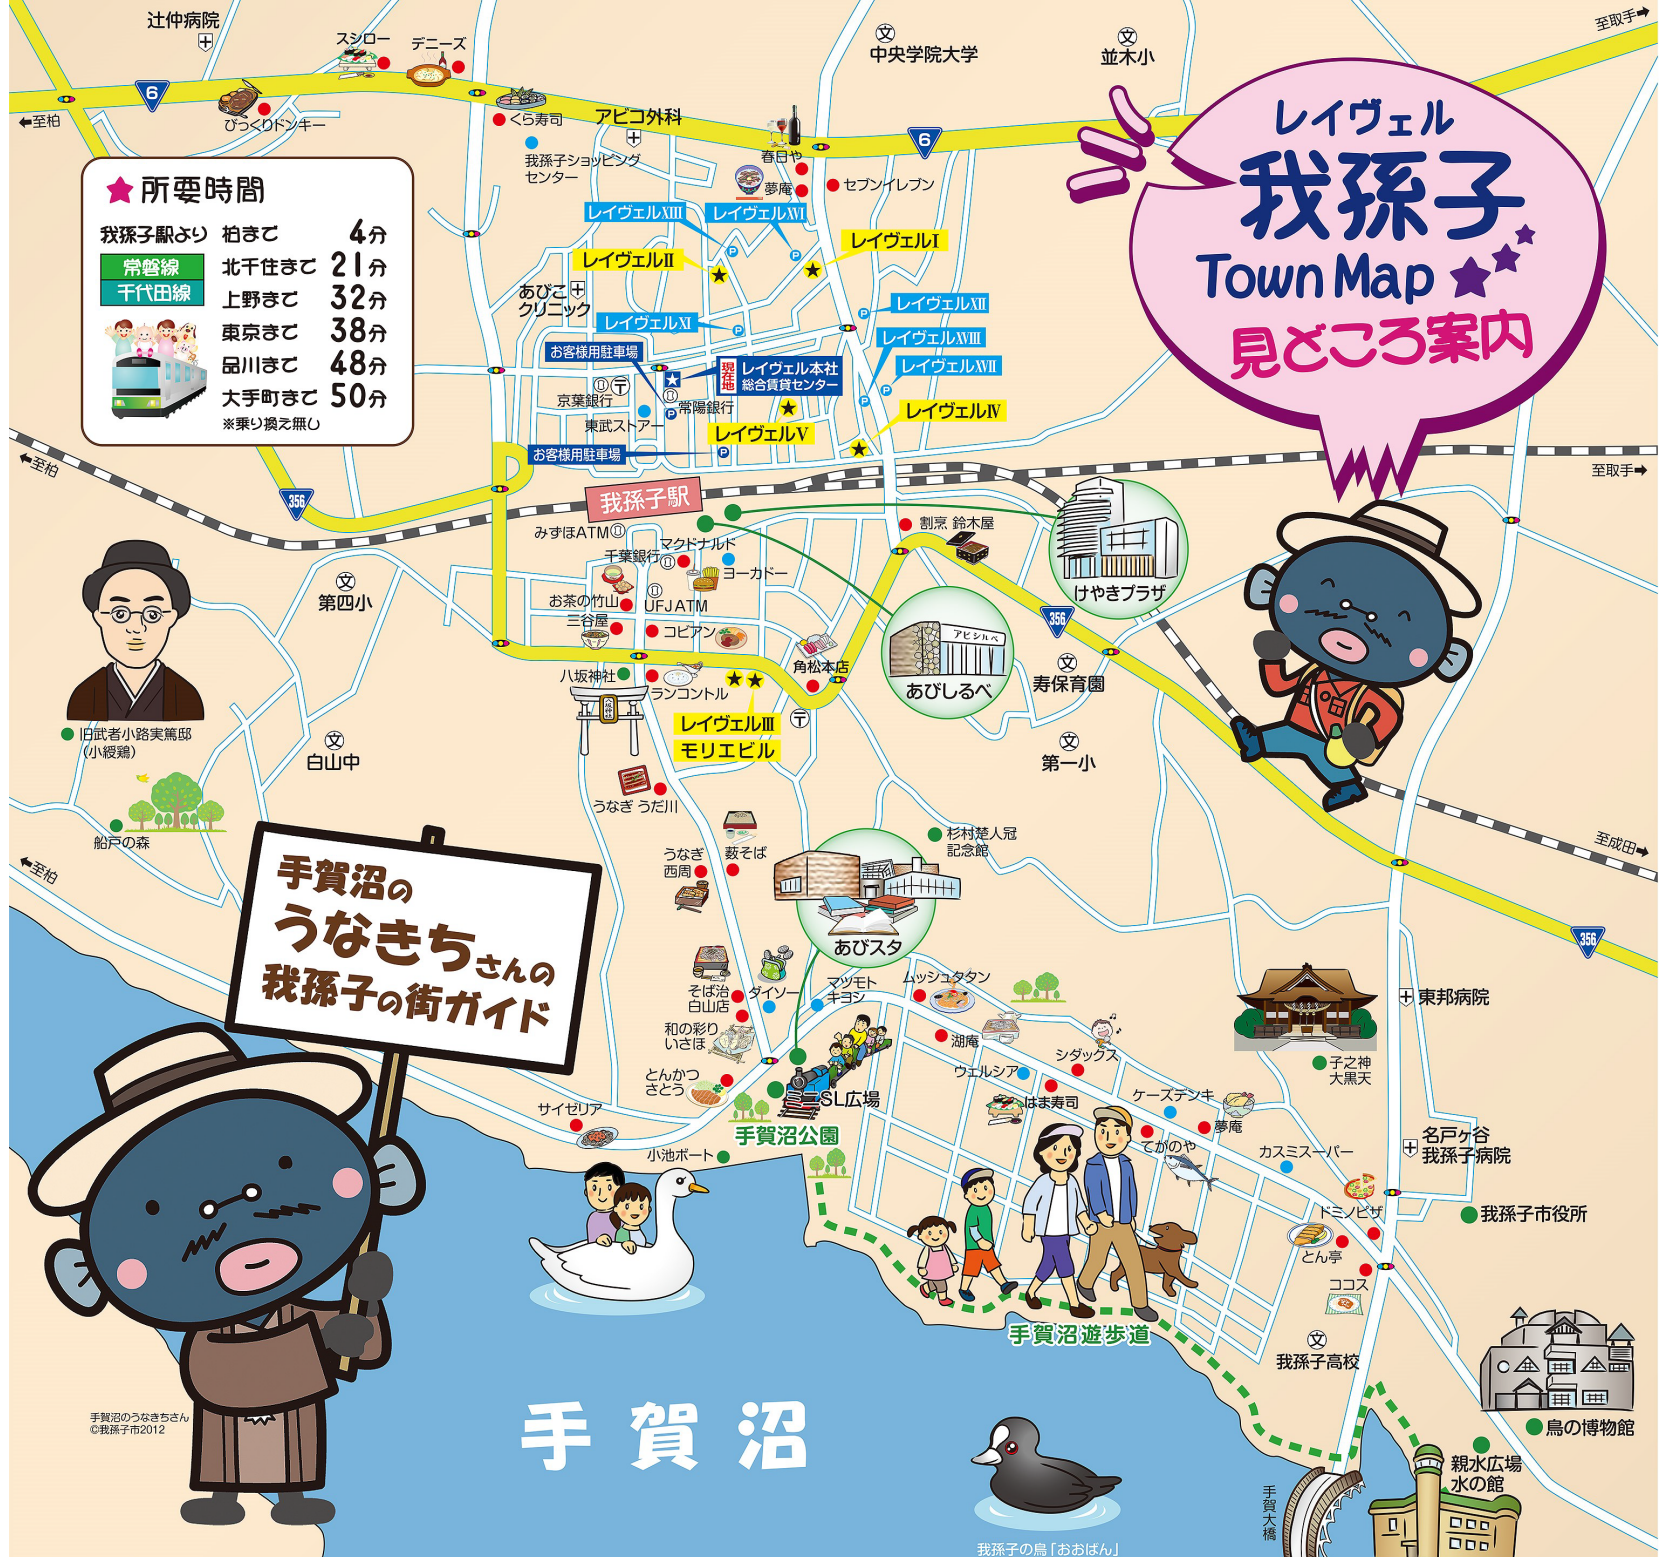 辻仲病院
スシロー
デニーズ
中央学院大学
並木小
至取手
6
至柏
びっくりドンキー
くら寿司
アビコ外科
我孫子ショッピング
センター
春日や
夢庵
セブンイレブン
6
レイヴェル
我孫子
Town Map
見どころ案内
所要時間
我孫子駅より
常磐線
千代田線
柏まで 4分
北千住まで 21分
上野まで 32分
東京まで 38分
品川まで 48分
大手町まで 50分
※乗り換え無し
レイヴェルXIII
レイヴェルXVI
レイヴェルII
レイヴェルI
あびこ
クリニック
レイヴェルXI
レイヴェルXII
レイヴェルXVIII
レイヴェルXVII
お客様用駐車場
現在地
レイヴェル本社
総合賃貸センター
京葉銀行
常陽銀行
東武ストアー
レイヴェルV
レイヴェルIV
お客様用駐車場
至柏
至取手
356
我孫子駅
みずほATM
千葉銀行
マクドナルド
ヨーカドー
割烹 鈴木屋
けやきプラザ
お茶の竹山
UFJATM
三谷屋
コビアン
アビシルベ
あびしるべ
356
第四小
八坂神社
八坂神社
ランコントル
角松本店
寿保育園
レイヴェルIII
モリエビル
旧武者小路実篤邸
(小綬鶏)
白山中
第一小
うなぎ うだ川
船戸の森
至柏
至成田
うなぎ
西周
薮そば
杉村楚人冠
記念館
あびスタ
手賀沼の
うなきちさんの
我孫子の街ガイド
356
そば治
白山店
ダイソー
マツモト
キヨシ
ムッシュタタン
東邦病院
和の彩り
いさほ
湖庵
シダックス
ウェルシア
子之神
大黒天
とんかつ
さとう
ミニSL広場
はま寿司
ケーズデンキ
夢庵
サイゼリア
手賀沼公園
小池ボート
てがのや
カスミスーパー
名戸ヶ谷
我孫子病院
ドミノピザ
我孫子市役所
とん亭
ココス
手賀沼遊歩道
我孫子高校
鳥の博物館
手賀沼のうなきちさん
©我孫子市2012
手賀沼
親水広場
水の館
手賀大橋
我孫子の鳥「おおばん」